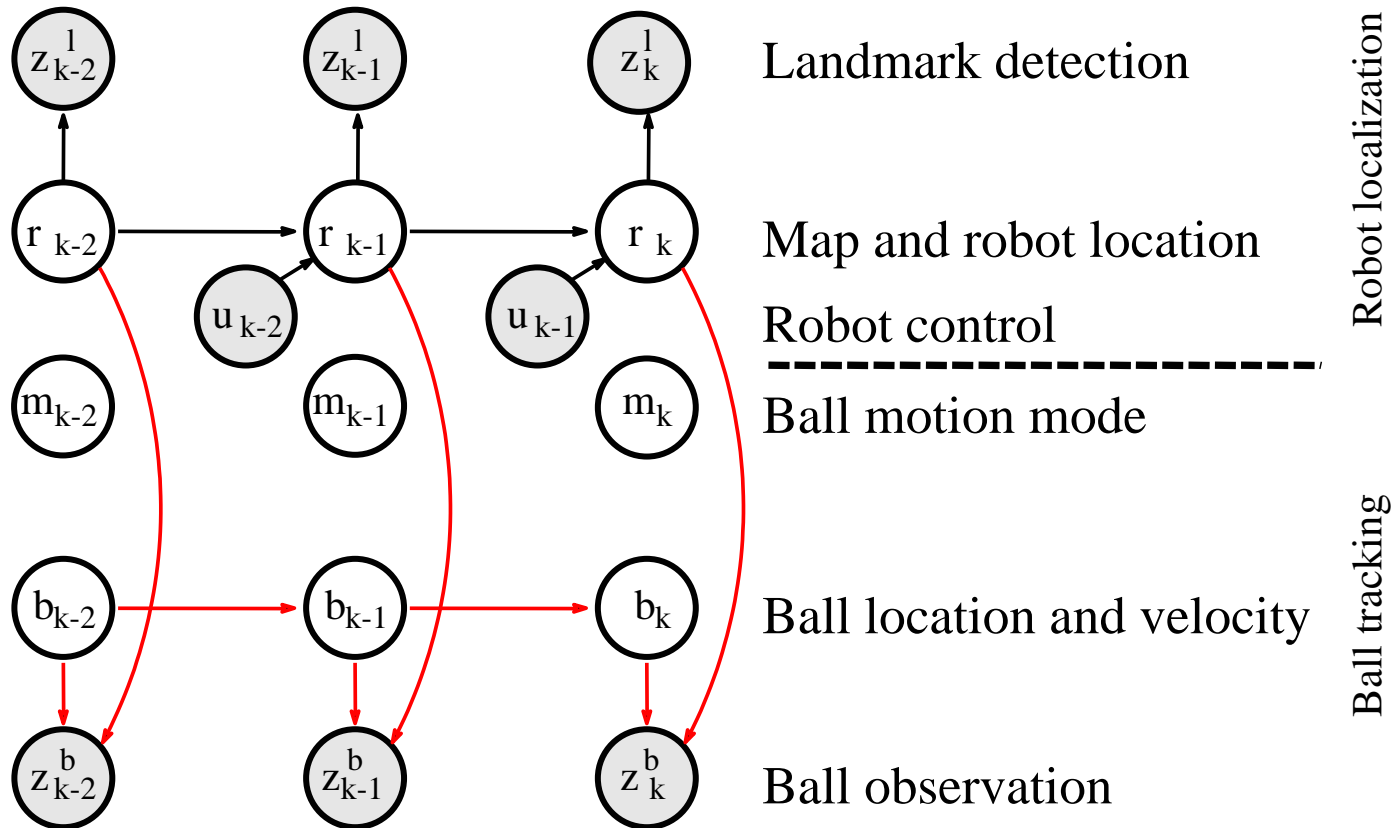 z^l_{k-2} z^l_{k-1} z^l_k Landmark detection
r_{k-2} r_{k-1} r_k Map and robot location
u_{k-2} u_{k-1} Robot control
m_{k-2} m_{k-1} m_k Ball motion mode
b_{k-2} b_{k-1} b_k Ball location and velocity
z^b_{k-2} z^b_{k-1} z^b_k Ball observation
Robot localization
Ball tracking